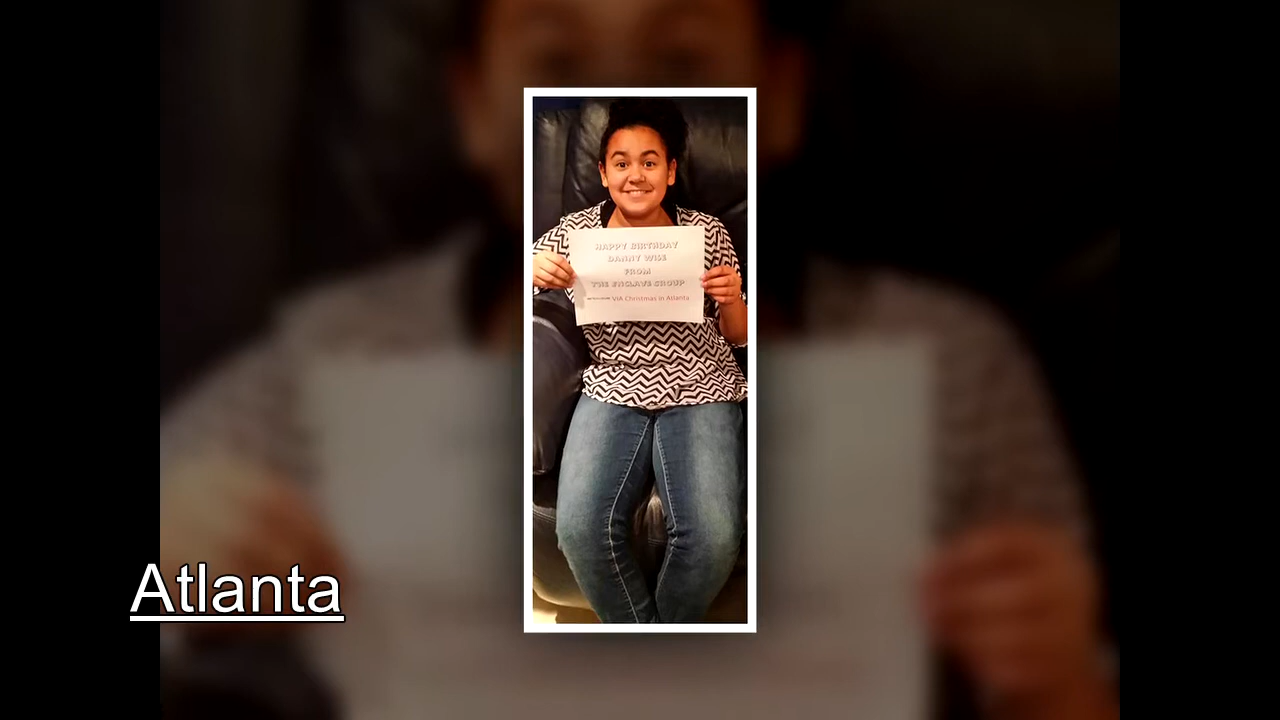 HAPPY BIRTHDAY
DANNY WISE
FROM
THE ENCLAVE GROUP
VIA Christmas in Atlanta
Atlanta